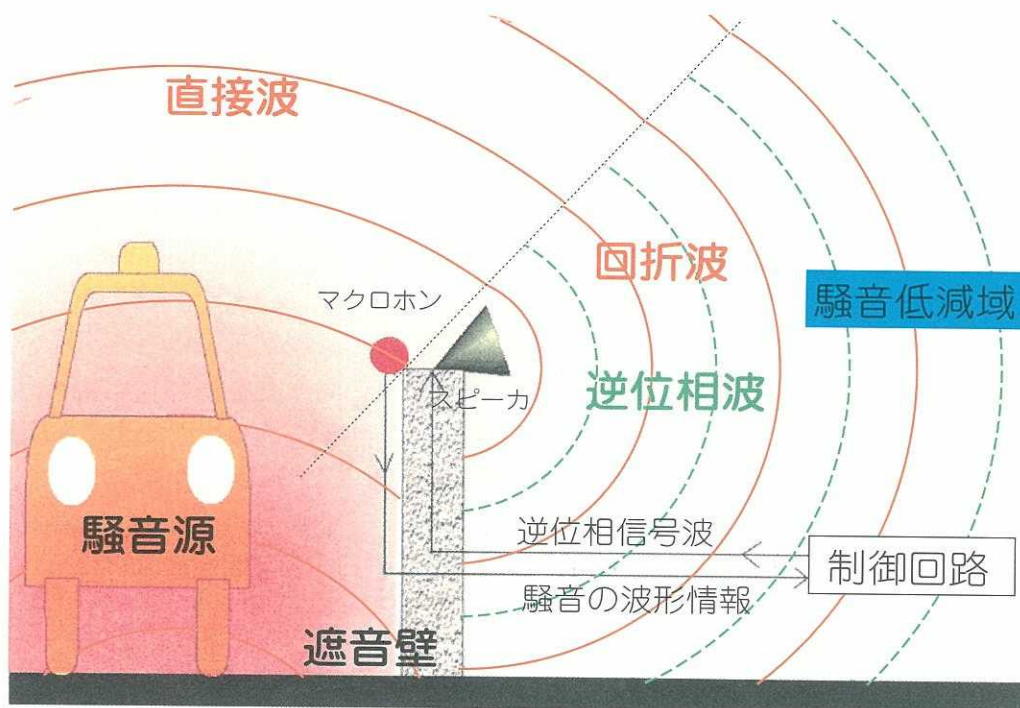 直接波
回折波
騒音低減域
マクロホン
スピーカ
逆位相波
騒音源
逆位相信号波
制御回路
騒音の波形情報
遮音壁